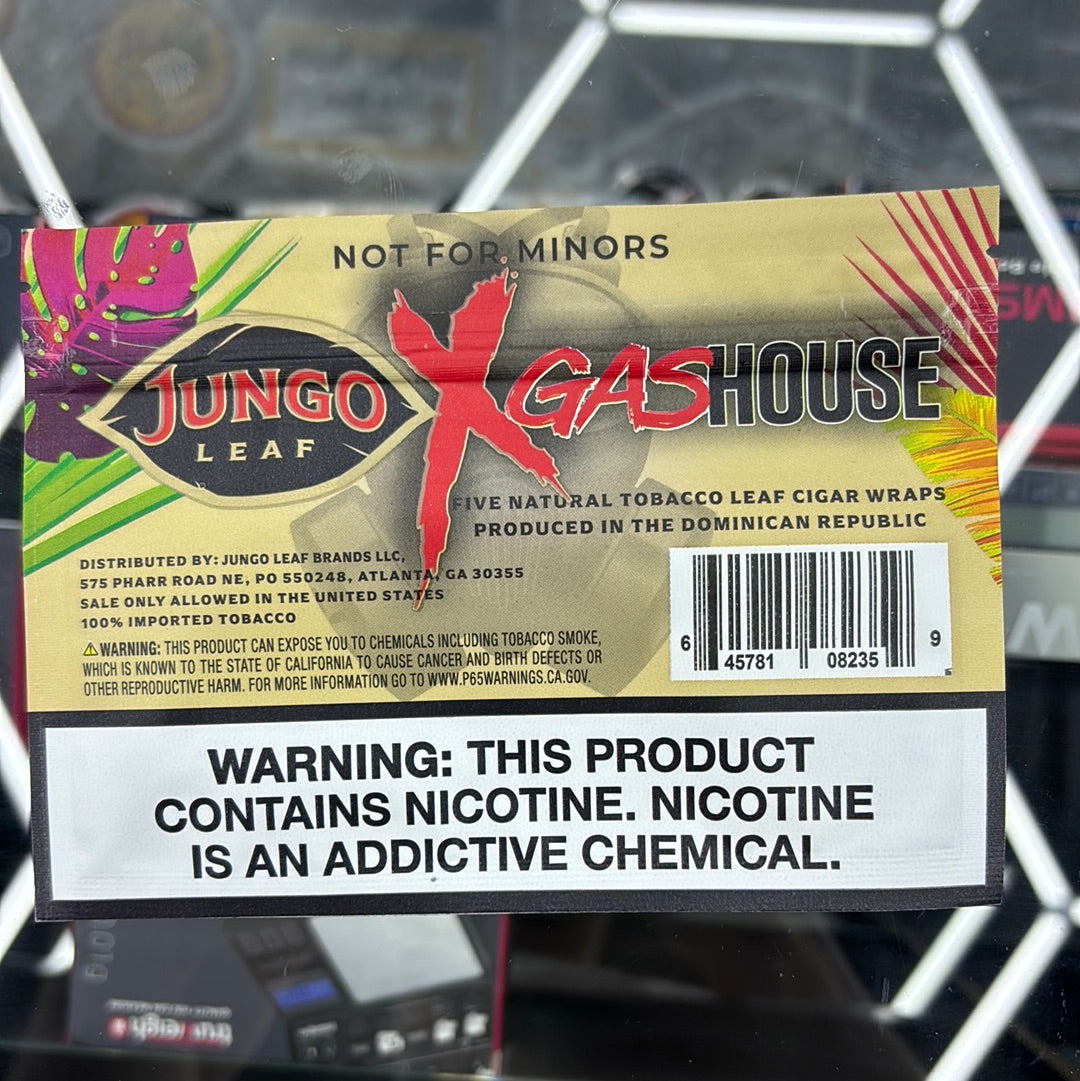 NOT FOR MINORS
JUNGO
LEAF
X GASHOUSE
FIVE NATURAL TOBACCO LEAF CIGAR WRAPS
PRODUCED IN THE DOMINICAN REPUBLIC
DISTRIBUTED BY: JUNGO LEAF BRANDS LLC,
575 PHARR ROAD NE, PO 550248, ATLANTA, GA 30355
SALE ONLY ALLOWED IN THE UNITED STATES
100% IMPORTED TOBACCO
⚠WARNING: THIS PRODUCT CAN EXPOSE YOU TO CHEMICALS INCLUDING TOBACCO SMOKE,
WHICH IS KNOWN TO THE STATE OF CALIFORNIA TO CAUSE CANCER AND BIRTH DEFECTS OR
OTHER REPRODUCTIVE HARM. FOR MORE INFORMATION GO TO WWW.P65WARNINGS.CA.GOV.
6 45781 08235 9
WARNING: THIS PRODUCT
CONTAINS NICOTINE. NICOTINE
IS AN ADDICTIVE CHEMICAL.